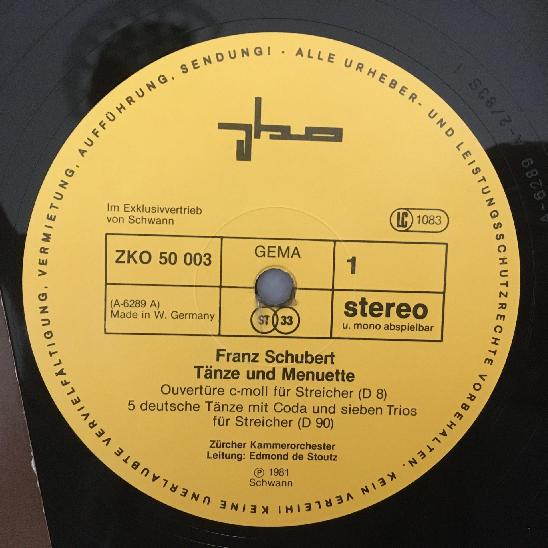 ALLE URHEBER- UND LEISTUNGSSCHUTZRECHTE VORBEHALTEN. KEIN VERLEIH! KEINE UNERLAUBTE VERVIELFÄLTIGUNG, VERMIETUNG, AUFFÜHRUNG, SENDUNG! ·
zko
Im Exklusivvertrieb
von Schwann
LC 1083
ZKO 50 003
GEMA
1
(A-6289 A)
Made in W. Germany
ST 33
stereo
u. mono abspielbar
Franz Schubert
Tänze und Menuette
Ouvertüre c-moll für Streicher (D 8)
5 deutsche Tänze mit Coda und sieben Trios
für Streicher (D 90)
Zürcher Kammerorchester
Leitung: Edmond de Stoutz
℗ 1981
Schwann